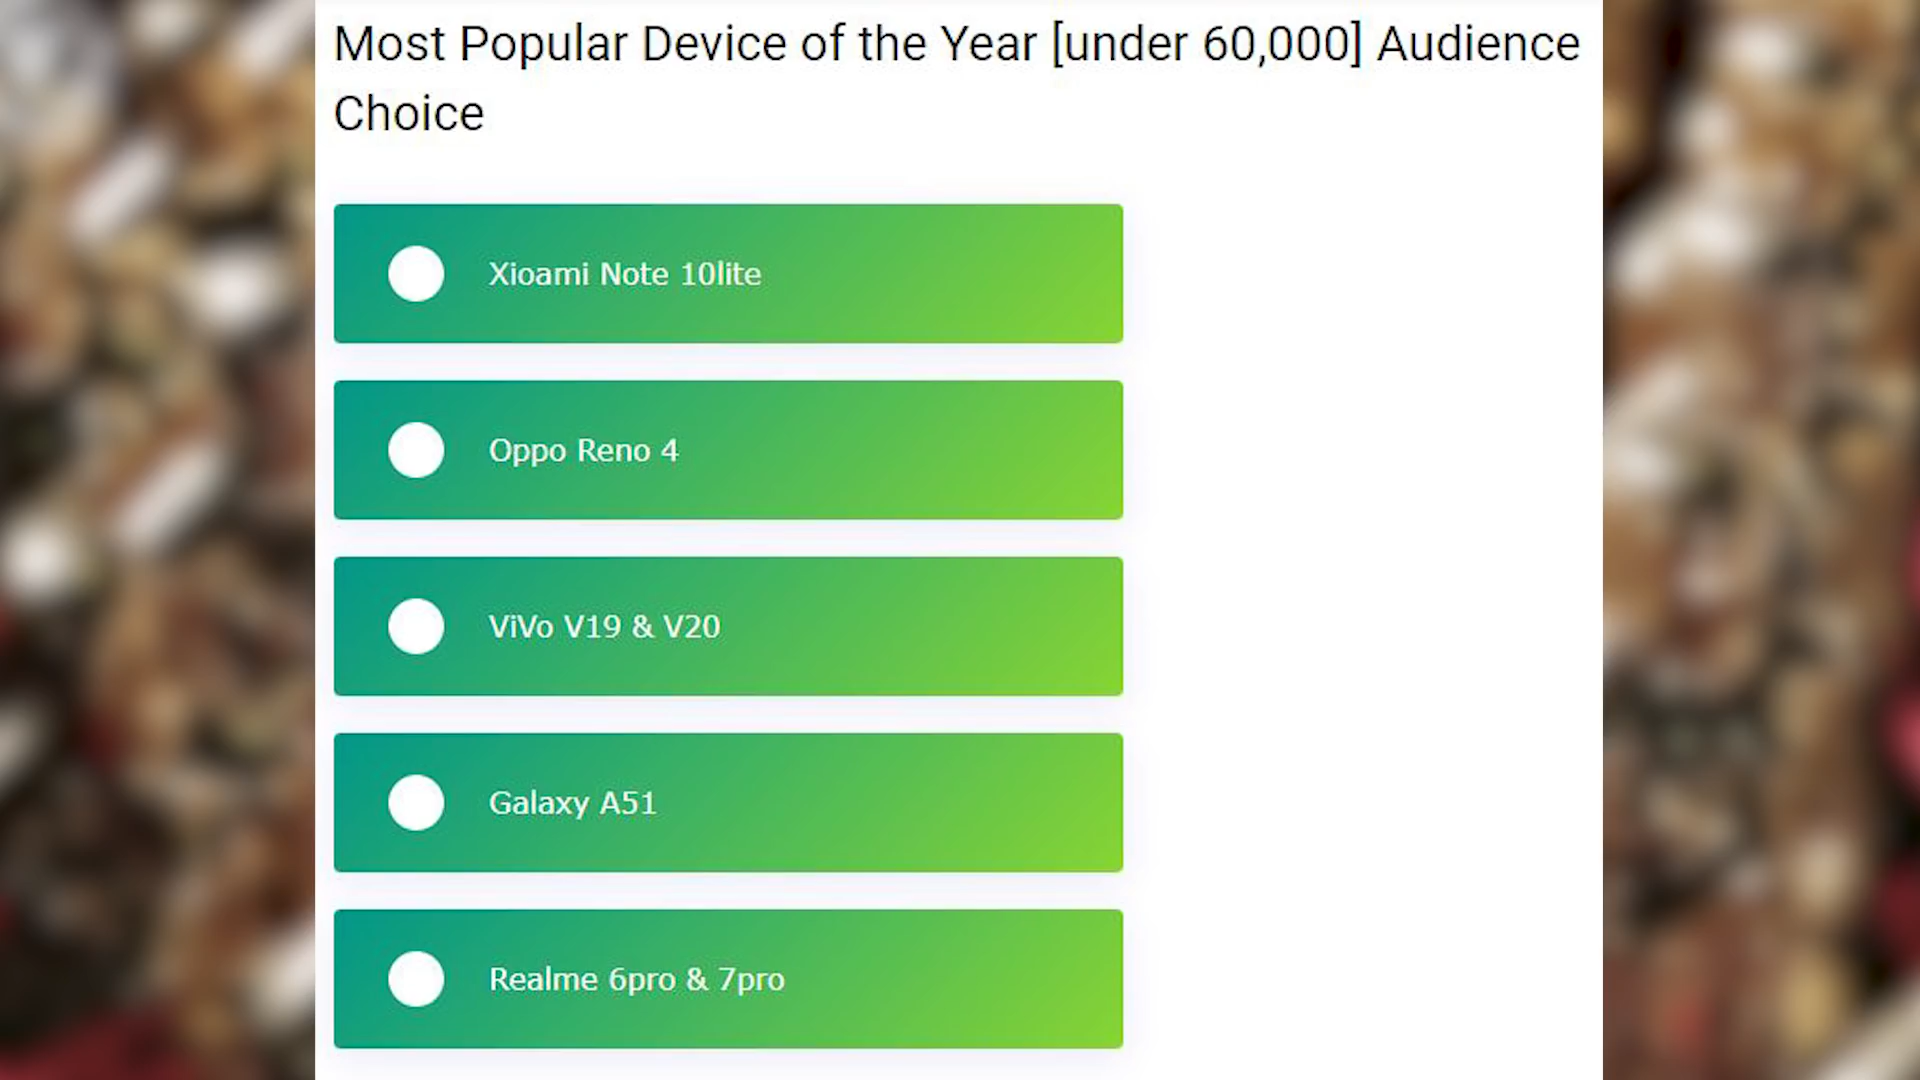 Most Popular Device of the Year [under 60,000] Audience
Choice
Xioami Note 10lite
Oppo Reno 4
ViVo V19 & V20
Galaxy A51
Realme 6pro & 7pro